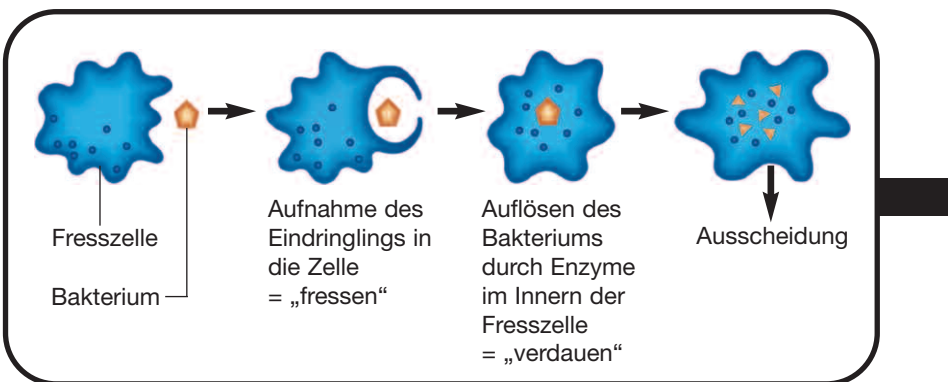 Fresszelle
Bakterium
Aufnahme des
Eindringlings in
die Zelle
= „fressen“
Auflösen des
Bakteriums
durch Enzyme
im Innern der
Fresszelle
= „verdauen“
Ausscheidung